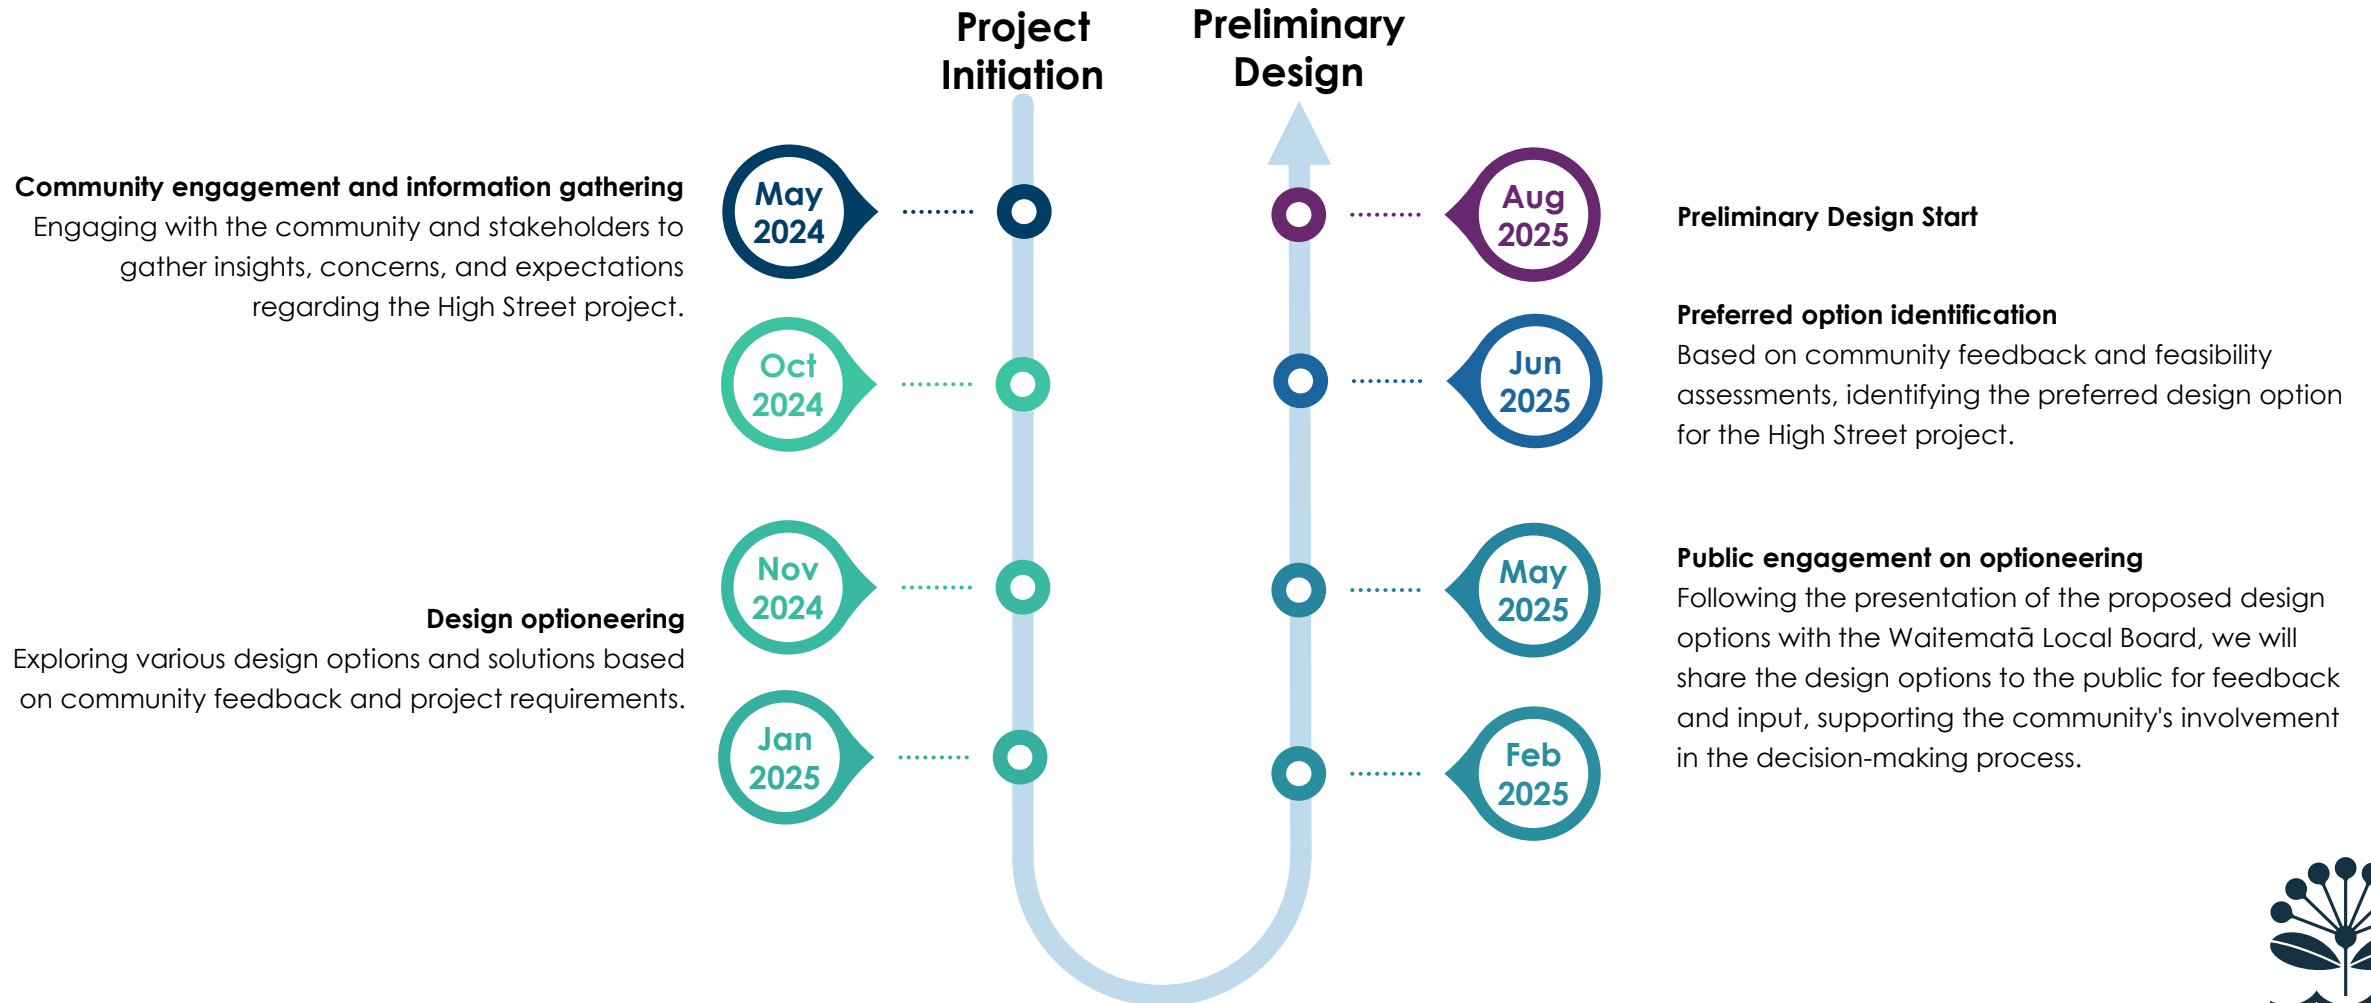 Project
Initiation
Community engagement and information gathering
Engaging with the community and stakeholders to
gather insights, concerns, and expectations
regarding the High Street project.
May
2024
Oct
2024
Design optioneering
Exploring various design options and solutions based
on community feedback and project requirements.
Nov
2024
Jan
2025
Preliminary
Design
Aug
2025
Preliminary Design Start
Jun
2025
Preferred option identification
Based on community feedback and feasibility
assessments, identifying the preferred design option
for the High Street project.
May
2025
Feb
2025
Public engagement on optioneering
Following the presentation of the proposed design
options with the Waitematā Local Board, we will
share the design options to the public for feedback
and input, supporting the community's involvement
in the decision-making process.